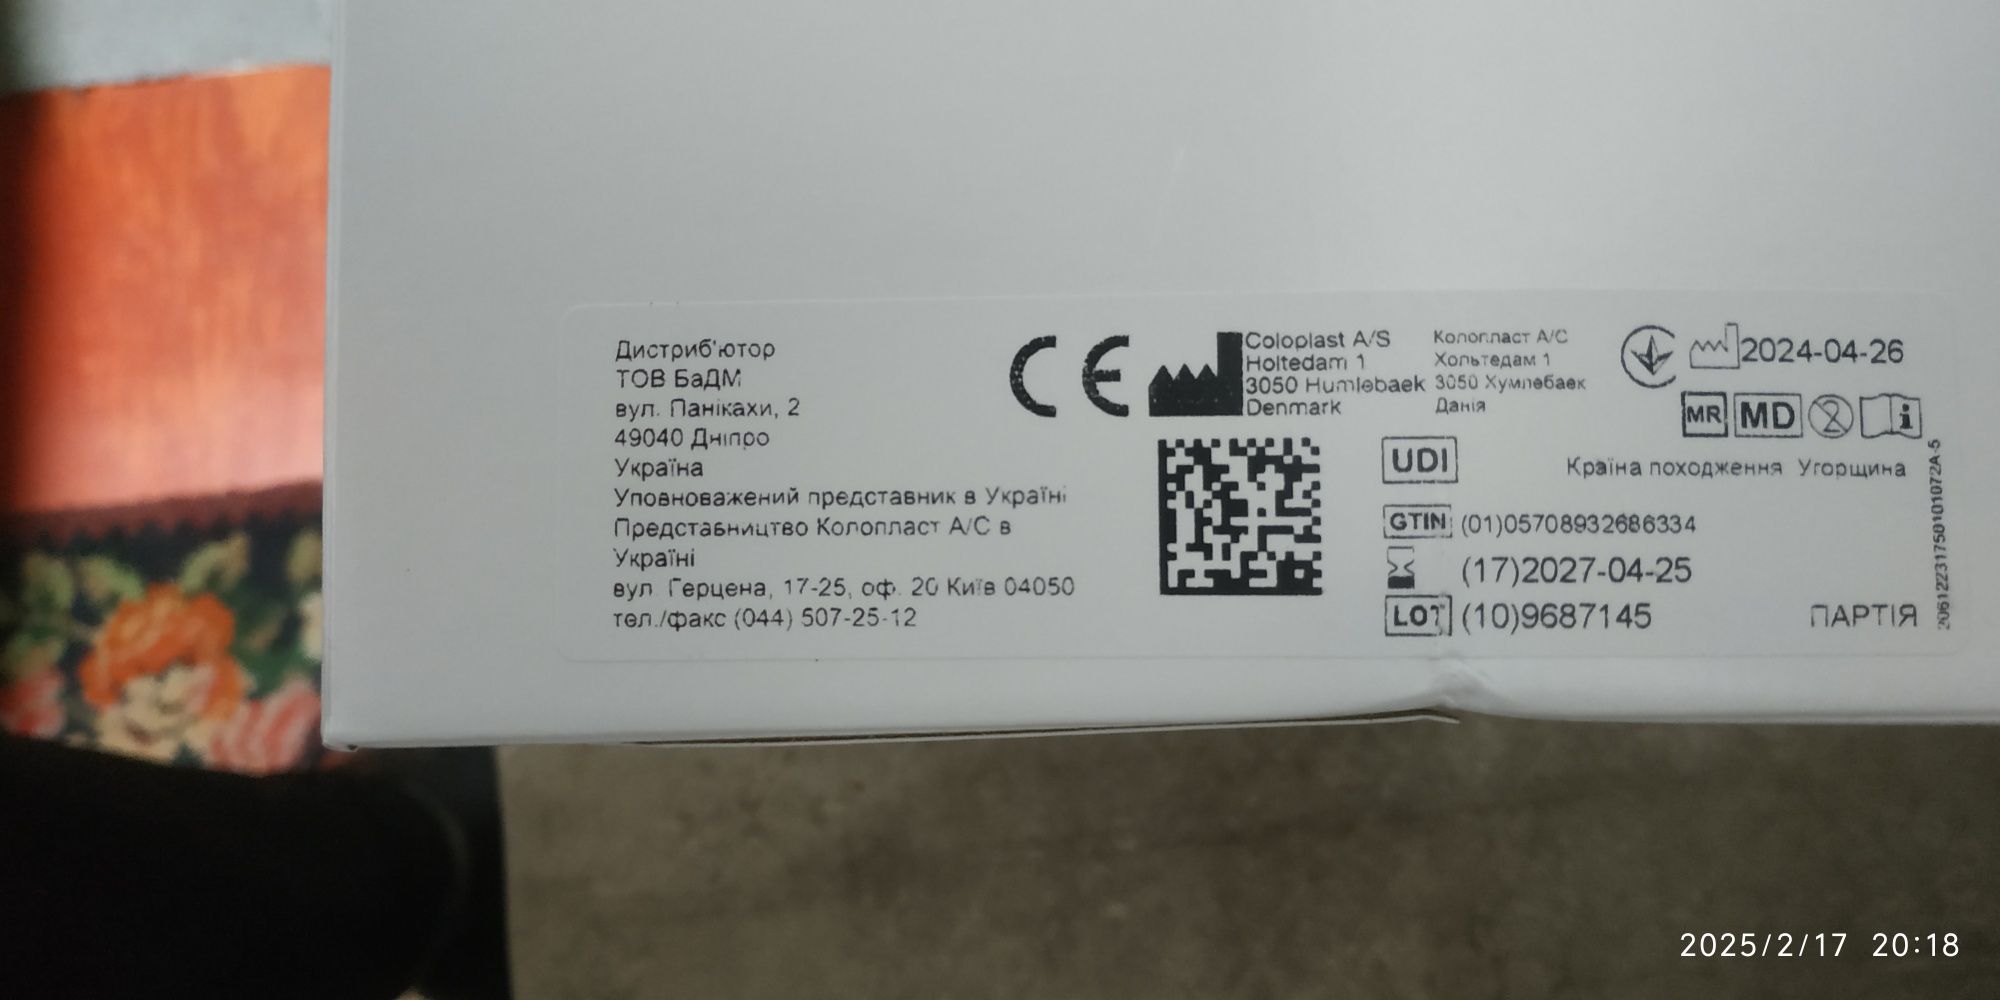 Дистриб'ютор
ТОВ БаДМ
вул. Панікахи, 2
49040 Дніпро
Україна
Уповноважений представник в Україні
Представництво Колопласт А/С в
Україні
вул. Герцена, 17-25, оф. 20 Київ 04050
тел./факс (044) 507-25-12
CE
Coloplast A/S
Holtedam 1
3050 Humlebaek
Denmark
Колопласт А/С
Хольтедам 1
3050 Хумлебаек
Данія
2024-04-26
MR MD 2 i
UDI
Країна походження Угорщина
GTIN (01)05708932686334
(17)2027-04-25
LOT (10)9687145
ПАРТІЯ
2025/2/17 20:18